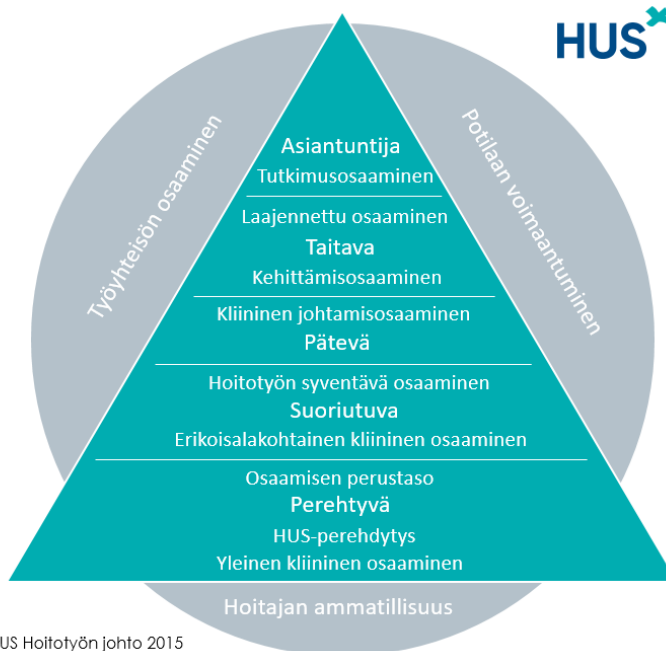 HUS
Työyhteisön osaaminen
Potilaan voimaantuminen
Asiantuntija
Tutkimusosaaminen
Laajennettu osaaminen
Taitava
Kehittämisosaaminen
Kliininen johtamisosaaminen
Pätevä
Hoitotyön syventävä osaaminen
Suoriutuva
Erikoisalakohtainen kliininen osaaminen
Osaamisen perustaso
Perehtyvä
HUS-perehdytys
Yleinen kliininen osaaminen
Hoitajan ammatillisuus
US Hoitotyön johto 2015